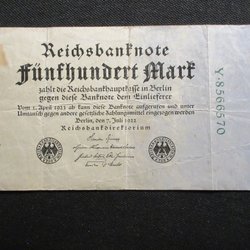 Reichsbanknote
Fünfhundert Mark
zahlt die Reichsbankhauptkasse in Berlin
gegen diese Banknote dem Einlieferer
Vom 1. April 1923 ab kann diese Banknote aufgerufen und unter
Umtausch gegen andere gesetzliche Zahlungsmittel eingezogen werden
Berlin, den 7. Juli 1922
Reichsbankdirektorium
Y·8566570